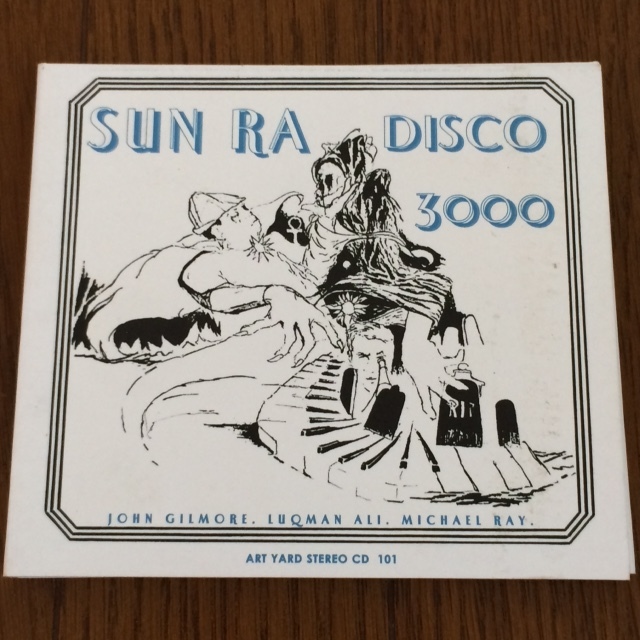 SUN RA DISCO
3000
JOHN GILMORE. LUQMAN ALI. MICHAEL RAY.
ART YARD STEREO CD 101